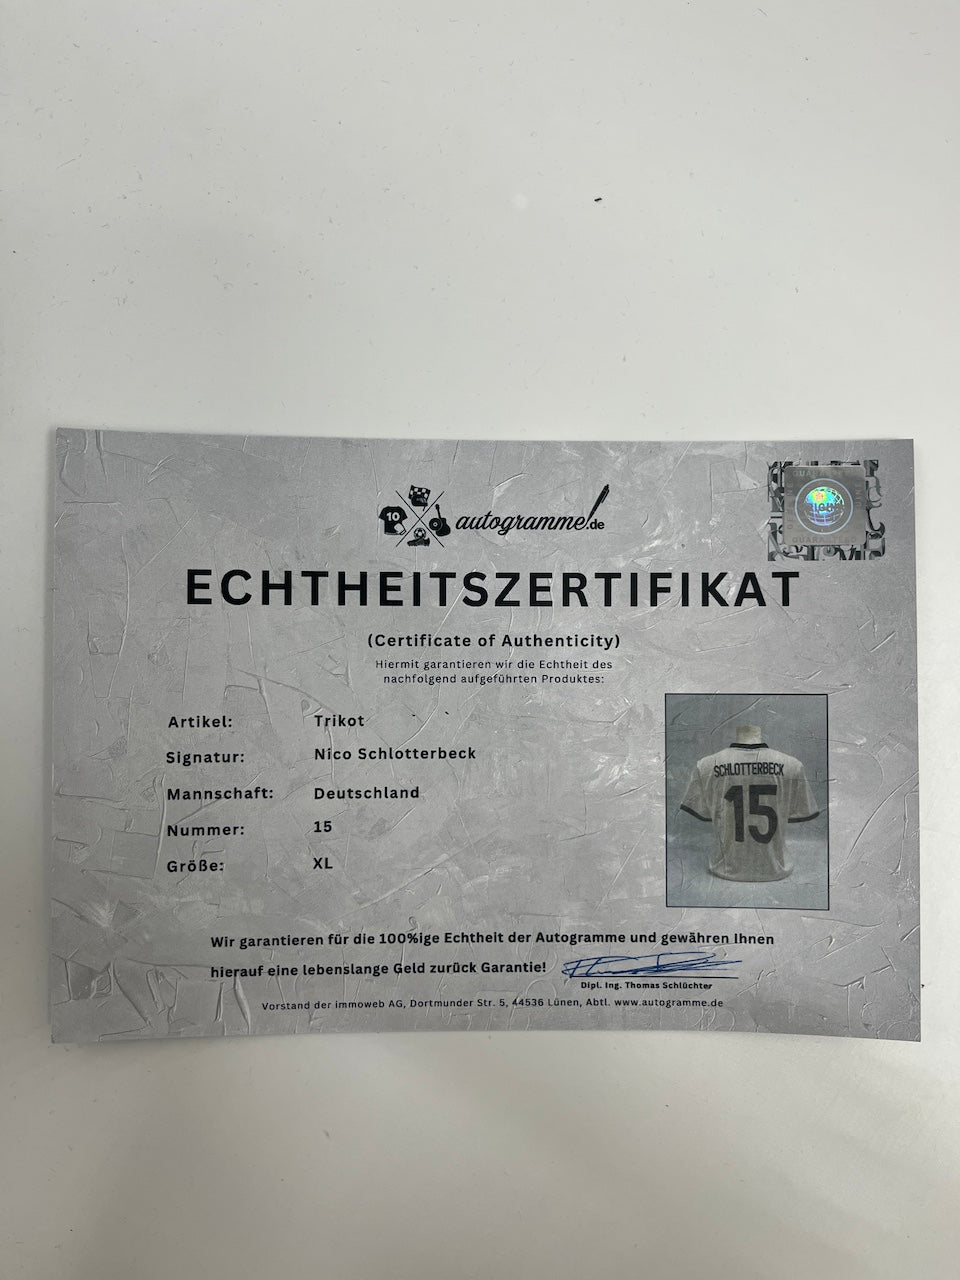 10
autogramme.de
ORIGINAL
ECHTHEITSZERTIFIKAT
(Certificate of Authenticity)
Hiermit garantieren wir die Echtheit des
nachfolgend aufgeführten Produktes:
Artikel: Trikot
Signatur: Nico Schlotterbeck
Mannschaft: Deutschland
Nummer: 15
Größe: XL
SCHLOTTERBECK
15
Wir garantieren für die 100%ige Echtheit der Autogramme und gewähren Ihnen
hierauf eine lebenslange Geld zurück Garantie!
Dipl. Ing. Thomas Schlüchter
Vorstand der immoweb AG, Dortmunder Str. 5, 44536 Lünen, Abtl. www.autogramme.de